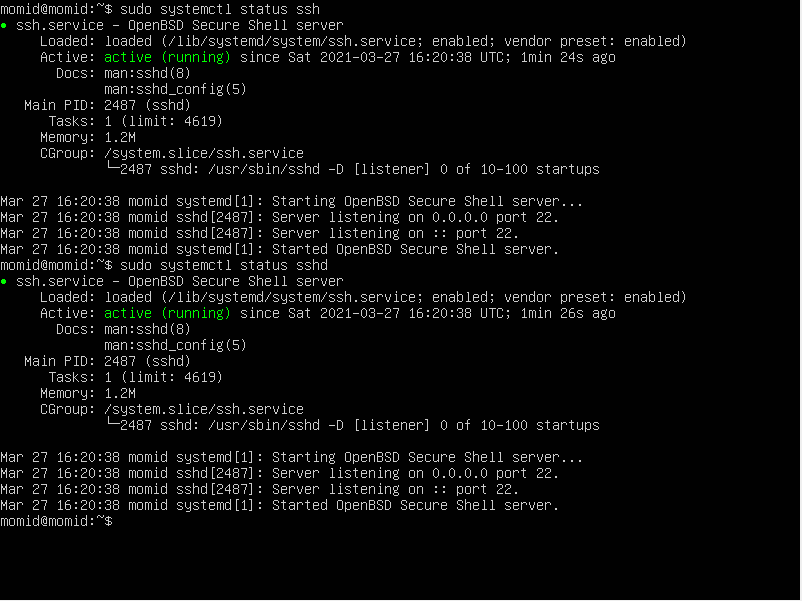 momid@momid:~$ sudo systemctl status ssh
● ssh.service - OpenBSD Secure Shell server
     Loaded: loaded (/lib/systemd/system/ssh.service; enabled; vendor preset: enabled)
     Active: active (running) since Sat 2021-03-27 16:20:38 UTC; 1min 24s ago
       Docs: man:sshd(8)
             man:sshd_config(5)
   Main PID: 2487 (sshd)
      Tasks: 1 (limit: 4619)
     Memory: 1.2M
     CGroup: /system.slice/ssh.service
             └─2487 sshd: /usr/sbin/sshd -D [listener] 0 of 10-100 startups

Mar 27 16:20:38 momid systemd[1]: Starting OpenBSD Secure Shell server...
Mar 27 16:20:38 momid sshd[2487]: Server listening on 0.0.0.0 port 22.
Mar 27 16:20:38 momid sshd[2487]: Server listening on :: port 22.
Mar 27 16:20:38 momid systemd[1]: Started OpenBSD Secure Shell server.
momid@momid:~$ sudo systemctl status sshd
● ssh.service - OpenBSD Secure Shell server
     Loaded: loaded (/lib/systemd/system/ssh.service; enabled; vendor preset: enabled)
     Active: active (running) since Sat 2021-03-27 16:20:38 UTC; 1min 26s ago
       Docs: man:sshd(8)
             man:sshd_config(5)
   Main PID: 2487 (sshd)
      Tasks: 1 (limit: 4619)
     Memory: 1.2M
     CGroup: /system.slice/ssh.service
             └─2487 sshd: /usr/sbin/sshd -D [listener] 0 of 10-100 startups

Mar 27 16:20:38 momid systemd[1]: Starting OpenBSD Secure Shell server...
Mar 27 16:20:38 momid sshd[2487]: Server listening on 0.0.0.0 port 22.
Mar 27 16:20:38 momid sshd[2487]: Server listening on :: port 22.
Mar 27 16:20:38 momid systemd[1]: Started OpenBSD Secure Shell server.
momid@momid:~$